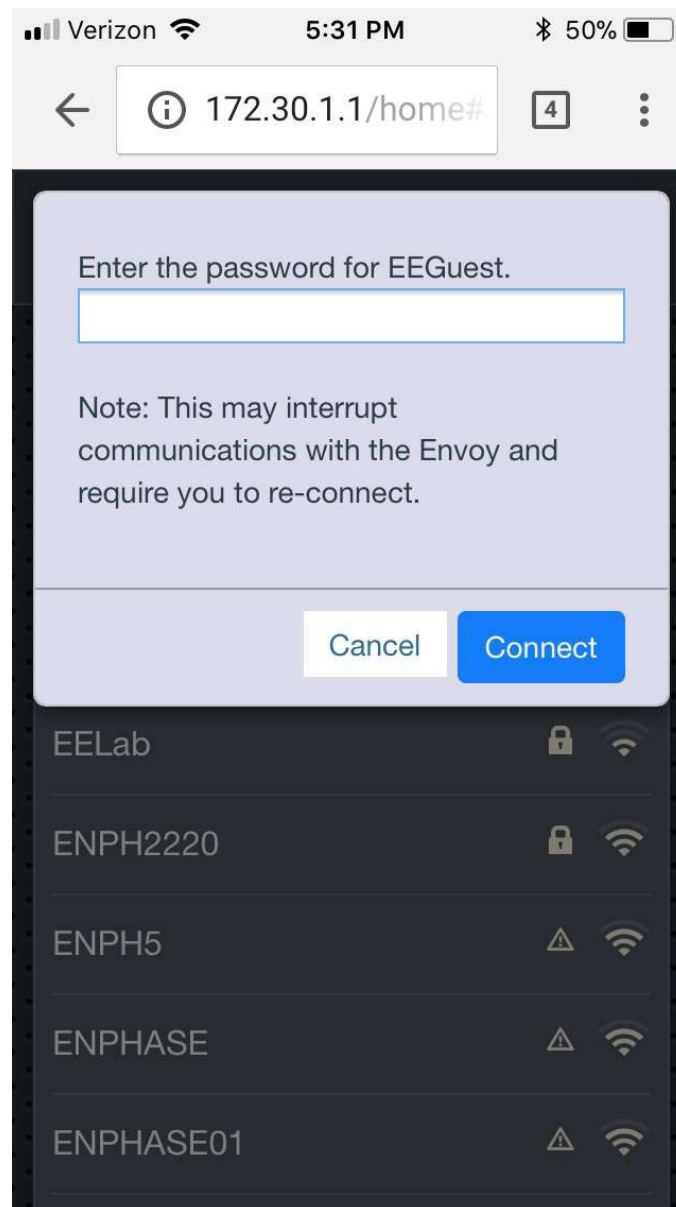 Verizon 5:31 PM 50%
172.30.1.1/home# 4
Enter the password for EEGuest.
Note: This may interrupt
communications with the Envoy and
require you to re-connect.
Cancel Connect
EELab
ENPH2220
ENPH5
ENPHASE
ENPHASE01